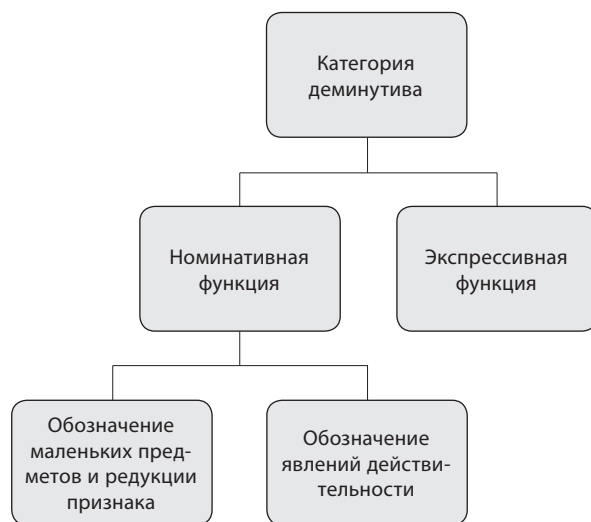 Категория
деминутива
Номинативная
функция
Экспрессивная
функция
Обозначение
маленьких пред-
метов и редукции
признака
Обозначение
явлений действи-
тельности